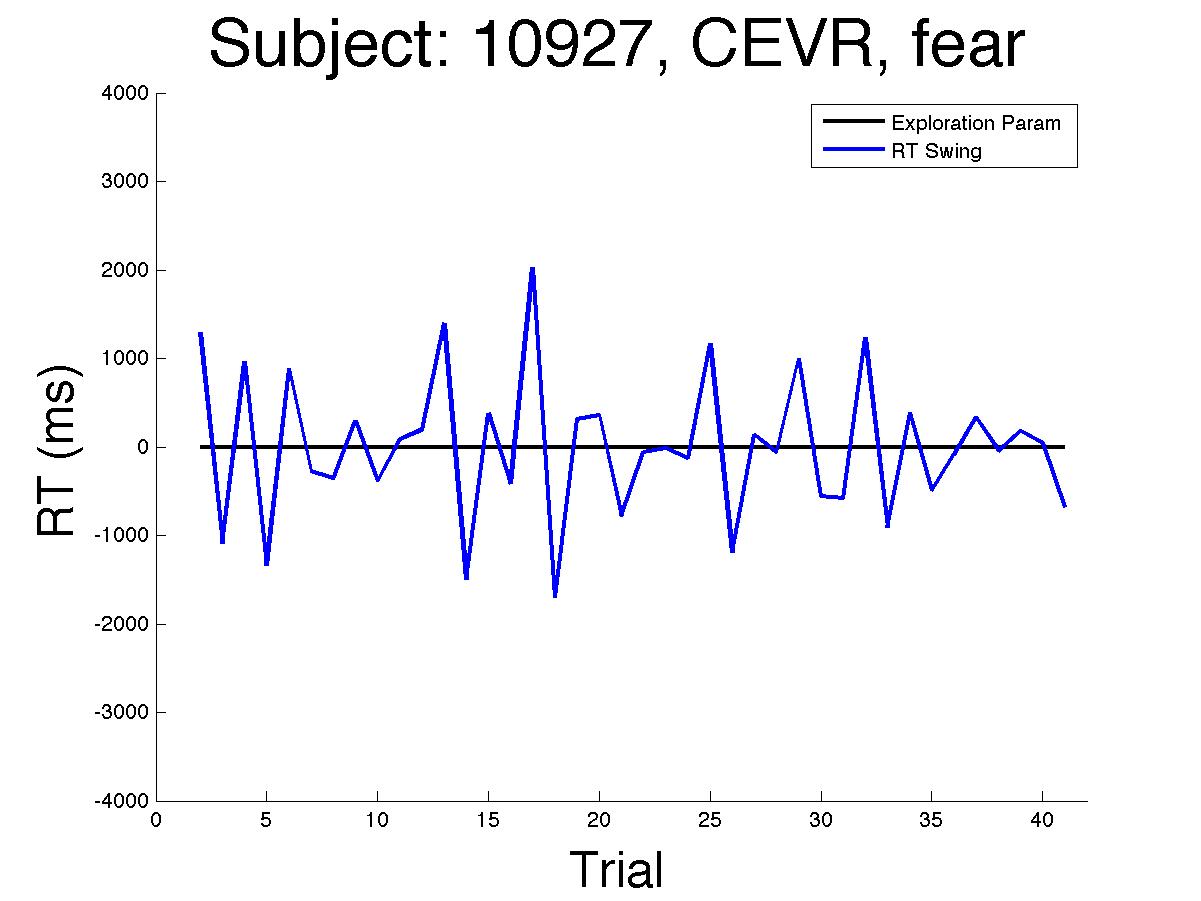 Subject: 10927, CEVR, fear
4000
3000
2000
1000
0
-1000
-2000
-3000
-4000
RT (ms)
Exploration Param
RT Swing
0 5 10 15 20 25 30 35 40
Trial